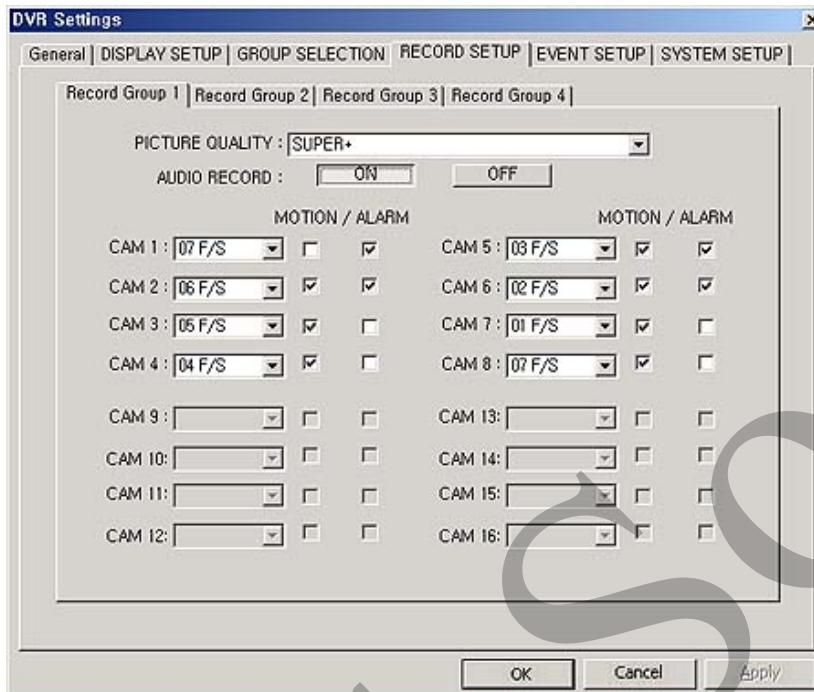 DVR Settings
General DISPLAY SETUP GROUP SELECTION RECORD SETUP EVENT SETUP SYSTEM SETUP
Record Group 1 Record Group 2 Record Group 3 Record Group 4
PICTURE QUALITY : SUPER+
AUDIO RECORD : ON OFF
MOTION / ALARM MOTION / ALARM
CAM 1 : 07 F/S CAM 5 : 03 F/S
CAM 2 : 06 F/S CAM 6 : 02 F/S
CAM 3 : 05 F/S CAM 7 : 01 F/S
CAM 4 : 04 F/S CAM 8 : 07 F/S
CAM 9 : CAM 13:
CAM 10: CAM 14:
CAM 11: CAM 15:
CAM 12: CAM 16:
OK Cancel Apply